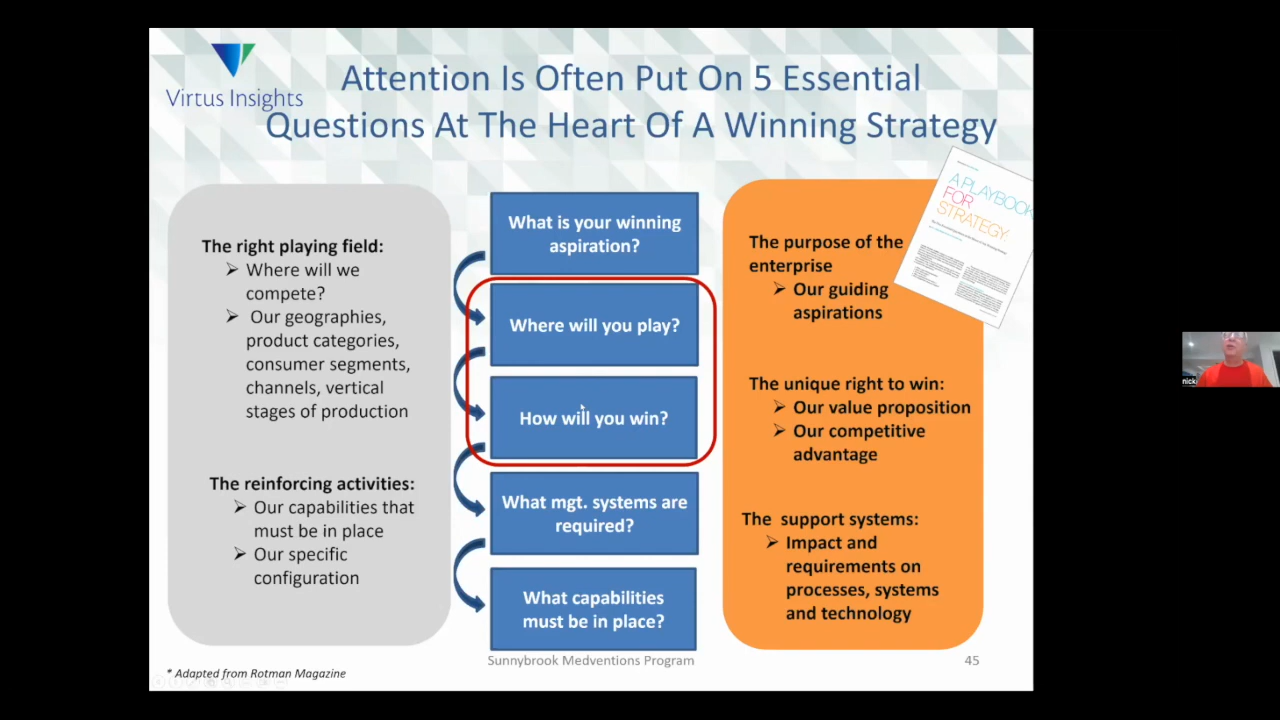 Virtus Insights
Attention Is Often Put On 5 Essential
Questions At The Heart Of A Winning Strategy
The right playing field:
➢ Where will we
compete?
➢ Our geographies,
product categories,
consumer segments,
channels, vertical
stages of production
The reinforcing activities:
➢ Our capabilities that
must be in place
➢ Our specific
configuration
What is your winning
aspiration?
Where will you play?
How will you win?
What mgt. systems are
required?
What capabilities
must be in place?
A PLAYBOOK
FOR
STRATEGY:
The purpose of the
enterprise
➢ Our guiding
aspirations
The unique right to win:
➢ Our value proposition
➢ Our competitive
advantage
The support systems:
➢ Impact and
requirements on
processes, systems
and technology
* Adapted from Rotman Magazine
Sunnybrook Medventions Program
45
nick